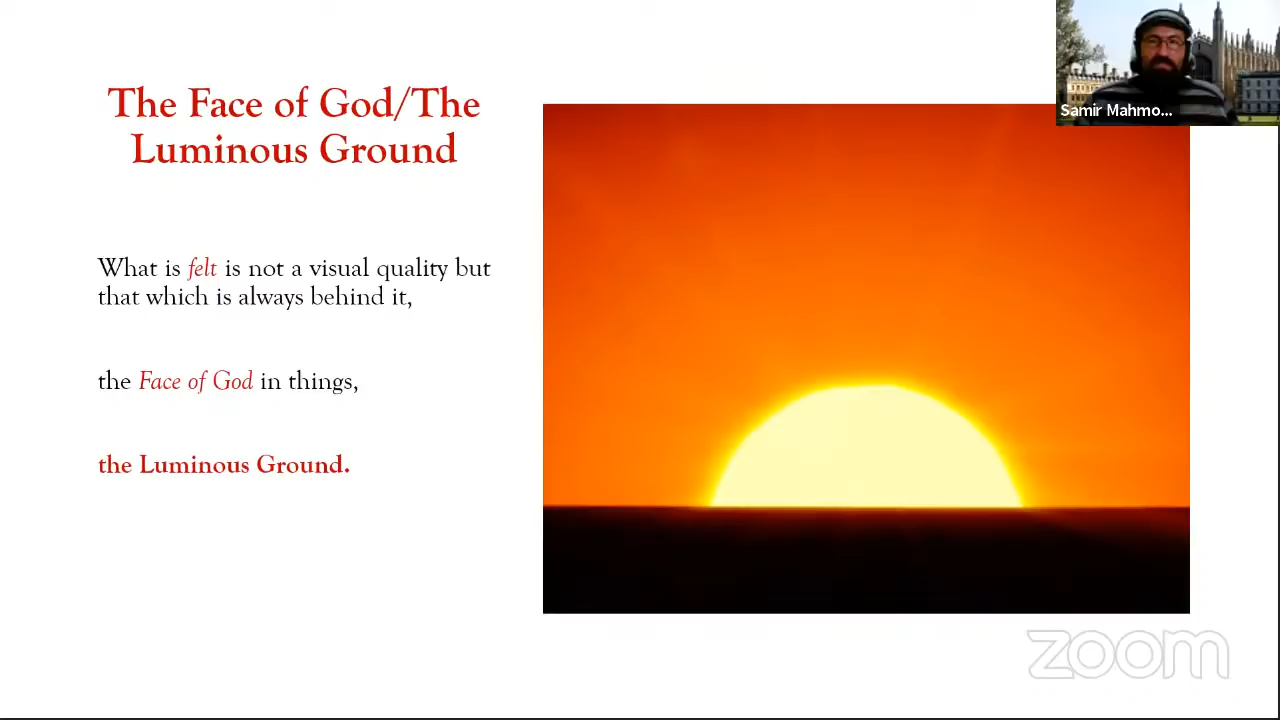 The Face of God/The
Luminous Ground
What is felt is not a visual quality but
that which is always behind it,
the Face of God in things,
the Luminous Ground.
Samir Mahmo...
zoom